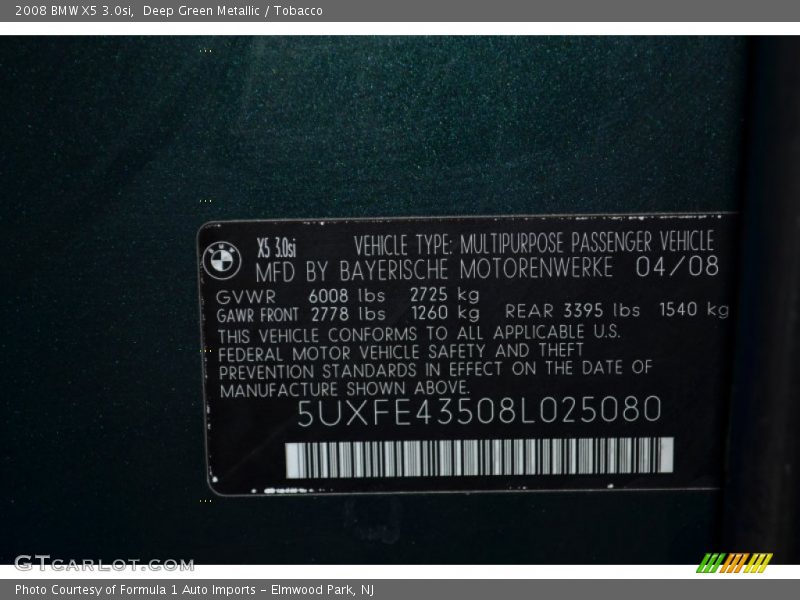 2008 BMW X5 3.0si, Deep Green Metallic / Tobacco
X5 3.0si VEHICLE TYPE: MULTIPURPOSE PASSENGER VEHICLE
MFD BY BAYERISCHE MOTORENWERKE 04/08
GVWR 6008 lbs 2725 kg
GAWR FRONT 2778 lbs 1260 kg REAR 3395 lbs 1540 kg
THIS VEHICLE CONFORMS TO ALL APPLICABLE U.S.
FEDERAL MOTOR VEHICLE SAFETY AND THEFT
PREVENTION STANDARDS IN EFFECT ON THE DATE OF
MANUFACTURE SHOWN ABOVE.
5UXFE43508L025080
GTCARLOT.COM
Photo Courtesy of Formula 1 Auto Imports - Elmwood Park, NJ